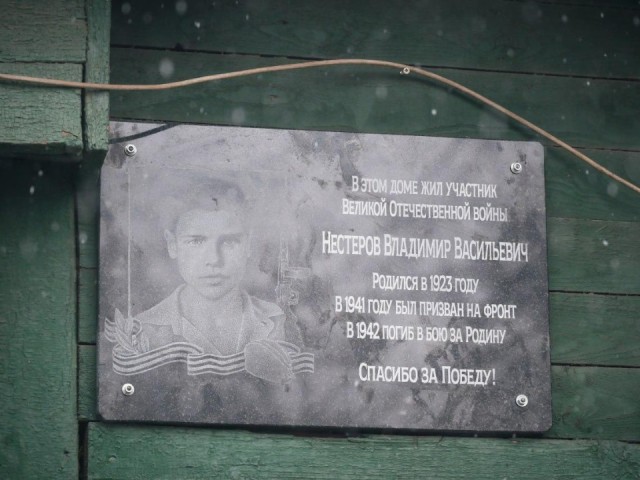 В этом доме жил участник
Великой Отечественной войны
Нестеров Владимир Васильевич
Родился в 1923 году
В 1941 году был призван на фронт
В 1942 погиб в бою за Родину
Спасибо за Победу!